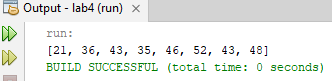 Output - lab4 (run)
run:
[21, 36, 43, 35, 46, 52, 43, 48]
BUILD SUCCESSFUL (total time: 0 seconds)